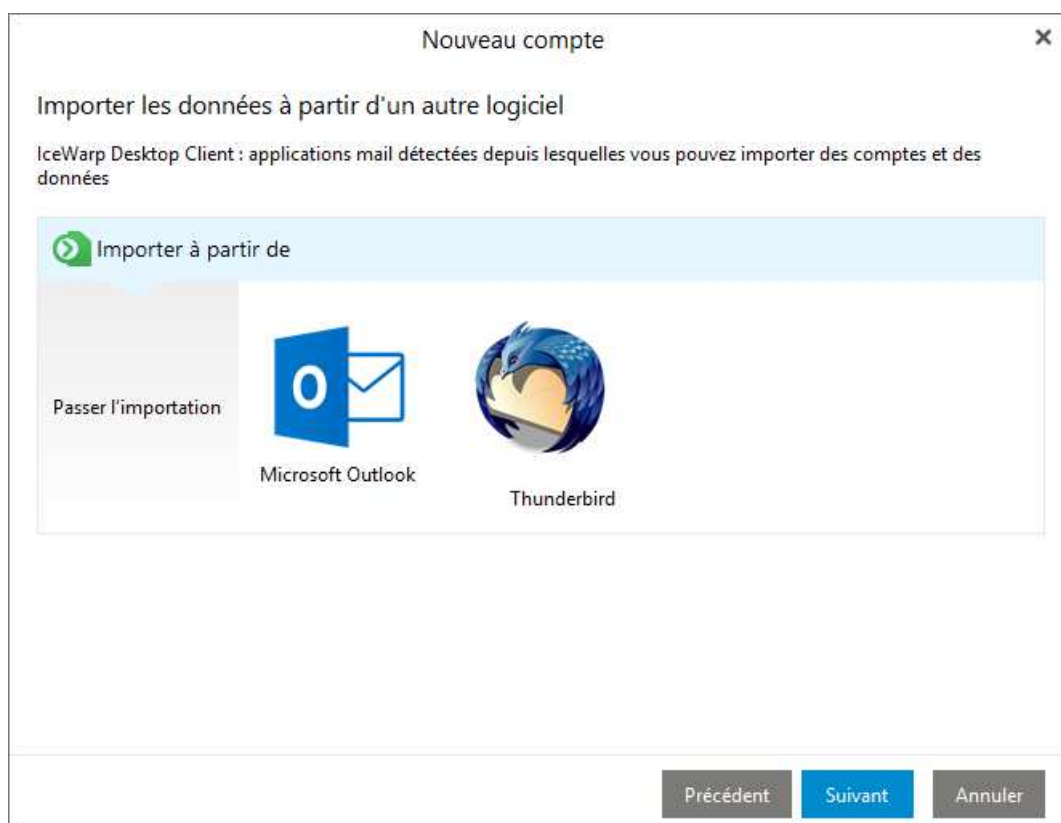 Nouveau compte
Importer les données à partir d'un autre logiciel
IceWarp Desktop Client : applications mail détectées depuis lesquelles vous pouvez importer des comptes et des
données
Importer à partir de
Passer l'importation
Microsoft Outlook
Thunderbird
Précédent
Suivant
Annuler